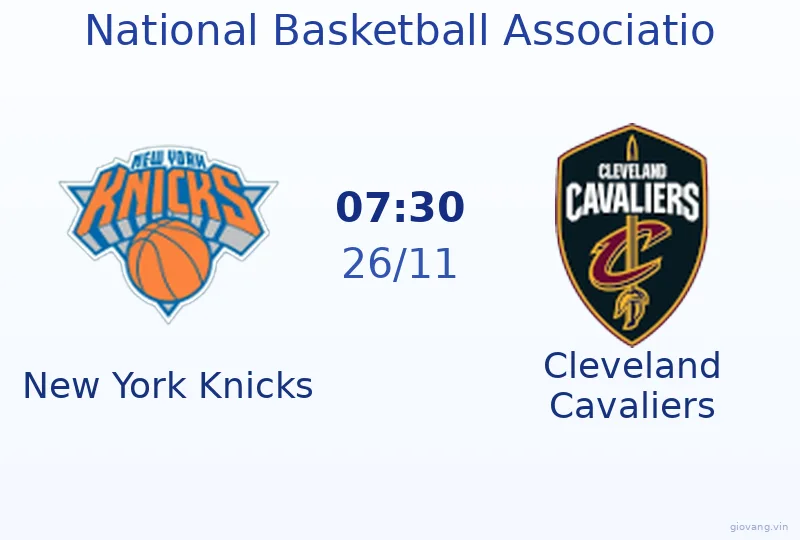 National Basketball Associatio
NEW YORK
KNICKS
07:30
26/11
CLEVELAND
CAVALIERS
C
New York Knicks
Cleveland
Cavaliers
giovang.vin